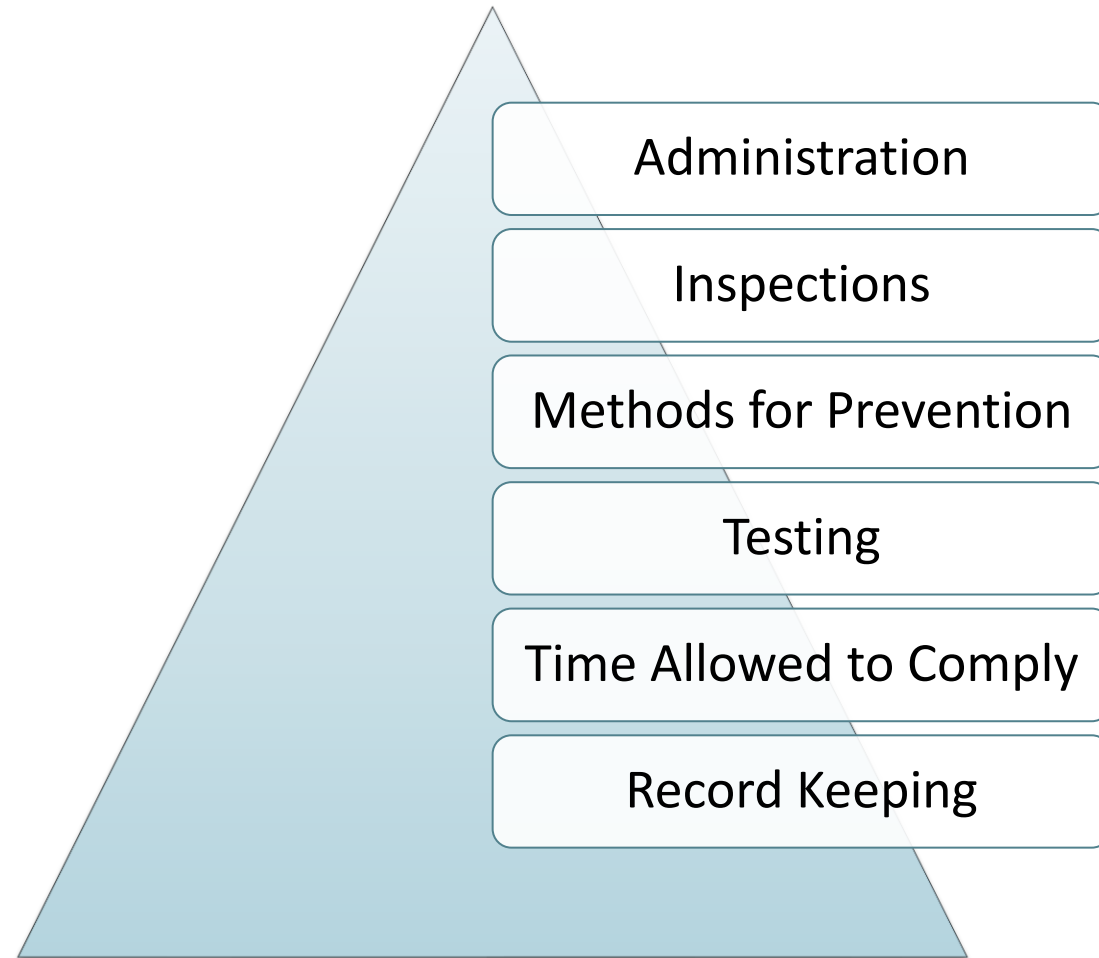 Administration
Inspections
Methods for Prevention
Testing
Time Allowed to Comply
Record Keeping